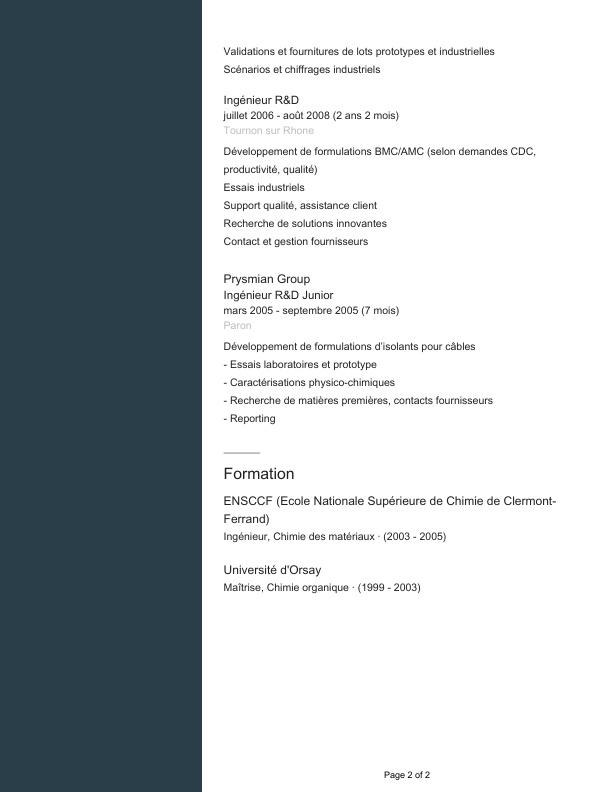 Validations et fournitures de lots prototypes et industrielles
Scénarios et chiffrages industriels
Ingénieur R&D
juillet 2006 - août 2008 (2 ans 2 mois)
Tournon sur Rhone
Développement de formulations BMC/AMC (selon demandes CDC,
productivité, qualité)
Essais industriels
Support qualité, assistance client
Recherche de solutions innovantes
Contact et gestion fournisseurs
Prysmian Group
Ingénieur R&D Junior
mars 2005 - septembre 2005 (7 mois)
Paron
Développement de formulations d'isolants pour câbles
- Essais laboratoires et prototype
- Caractérisations physico-chimiques
- Recherche de matières premières, contacts fournisseurs
- Reporting
Formation
ENSCCF (Ecole Nationale Supérieure de Chimie de Clermont-
Ferrand)
Ingénieur, Chimie des matériaux · (2003 - 2005)
Université d'Orsay
Maîtrise, Chimie organique · (1999 - 2003)
Page 2 of 2